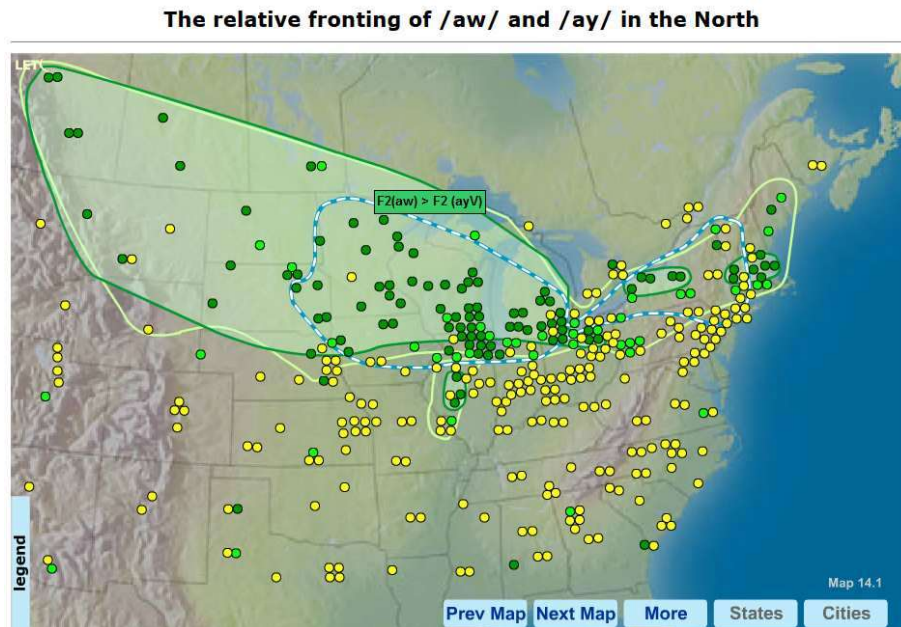 The relative fronting of /aw/ and /ay/ in the North
F2(aw) > F2 (ayV)
legend
Map 14.1
Prev Map
Next Map
More
States
Cities